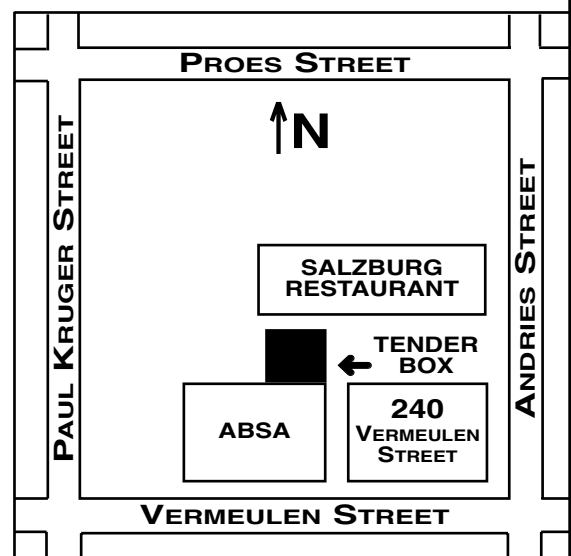 PROES STREET
N
PAUL KRUGER STREET
ANDRIES STREET
SALZBURG
RESTAURANT
TENDER
BOX
ABSA
240
VERMEULEN
STREET
VERMEULEN STREET